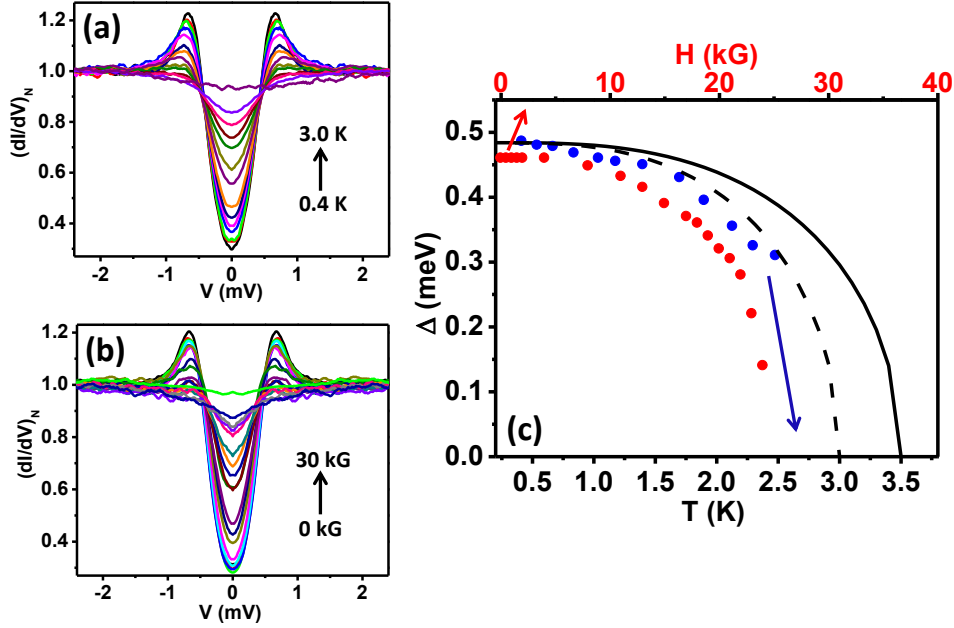 (a)
1.2
1.0
0.8
0.6
0.4
(dI/dV)N
3.0 K
0.4 K
-2 -1 0 1 2
V (mV)
(b)
1.2
1.0
0.8
0.6
0.4
(dI/dV)N
30 kG
0 kG
-2 -1 0 1 2
V (mV)
H (kG)
0 10 20 30 40
0.5
0.4
0.3
0.2
0.1
0.0
Δ (meV)
(c)
0.5 1.0 1.5 2.0 2.5 3.0 3.5
T (K)